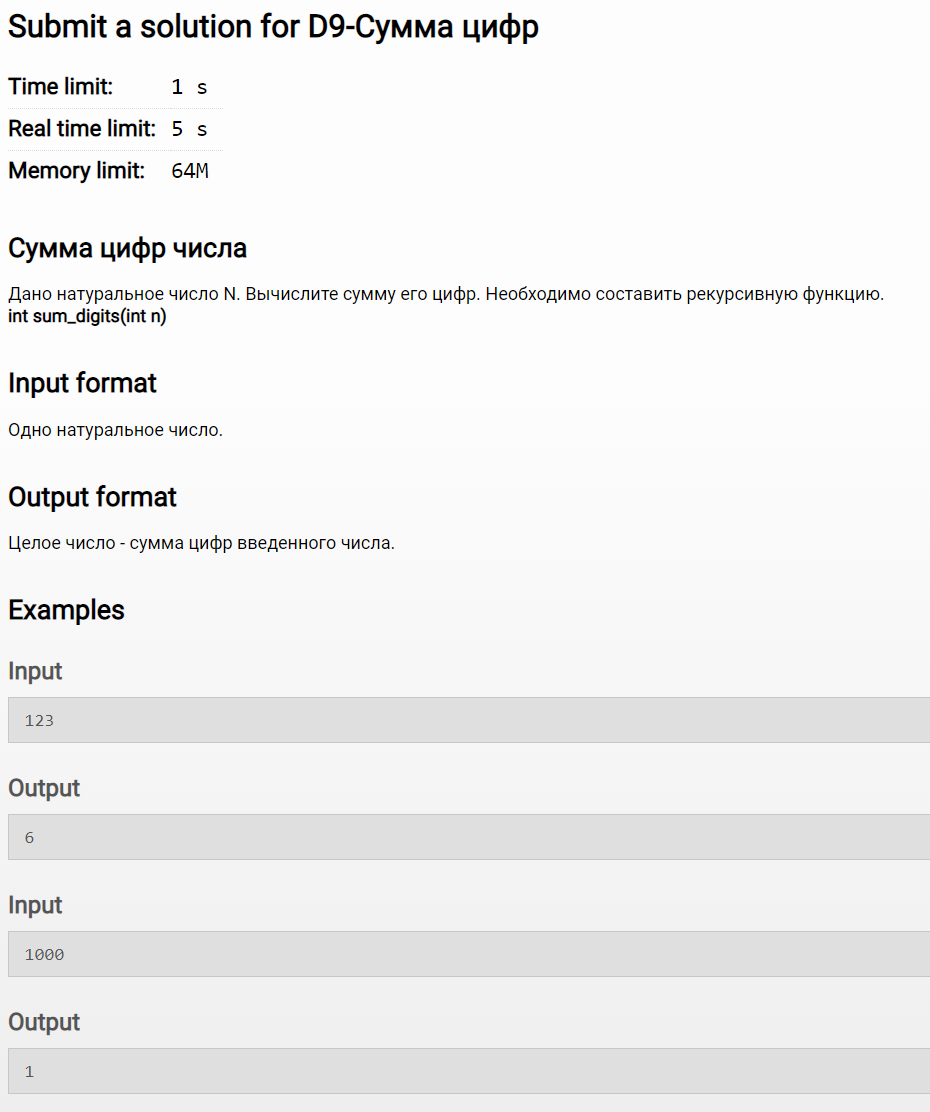 Submit a solution for D9-Сумма цифр
Time limit: 1 s
Real time limit: 5 s
Memory limit: 64M
Сумма цифр числа
Дано натуральное число N. Вычислите сумму его цифр. Необходимо составить рекурсивную функцию.
int sum_digits(int n)
Input format
Одно натуральное число.
Output format
Целое число - сумма цифр введенного числа.
Examples
Input
123
Output
6
Input
1000
Output
1